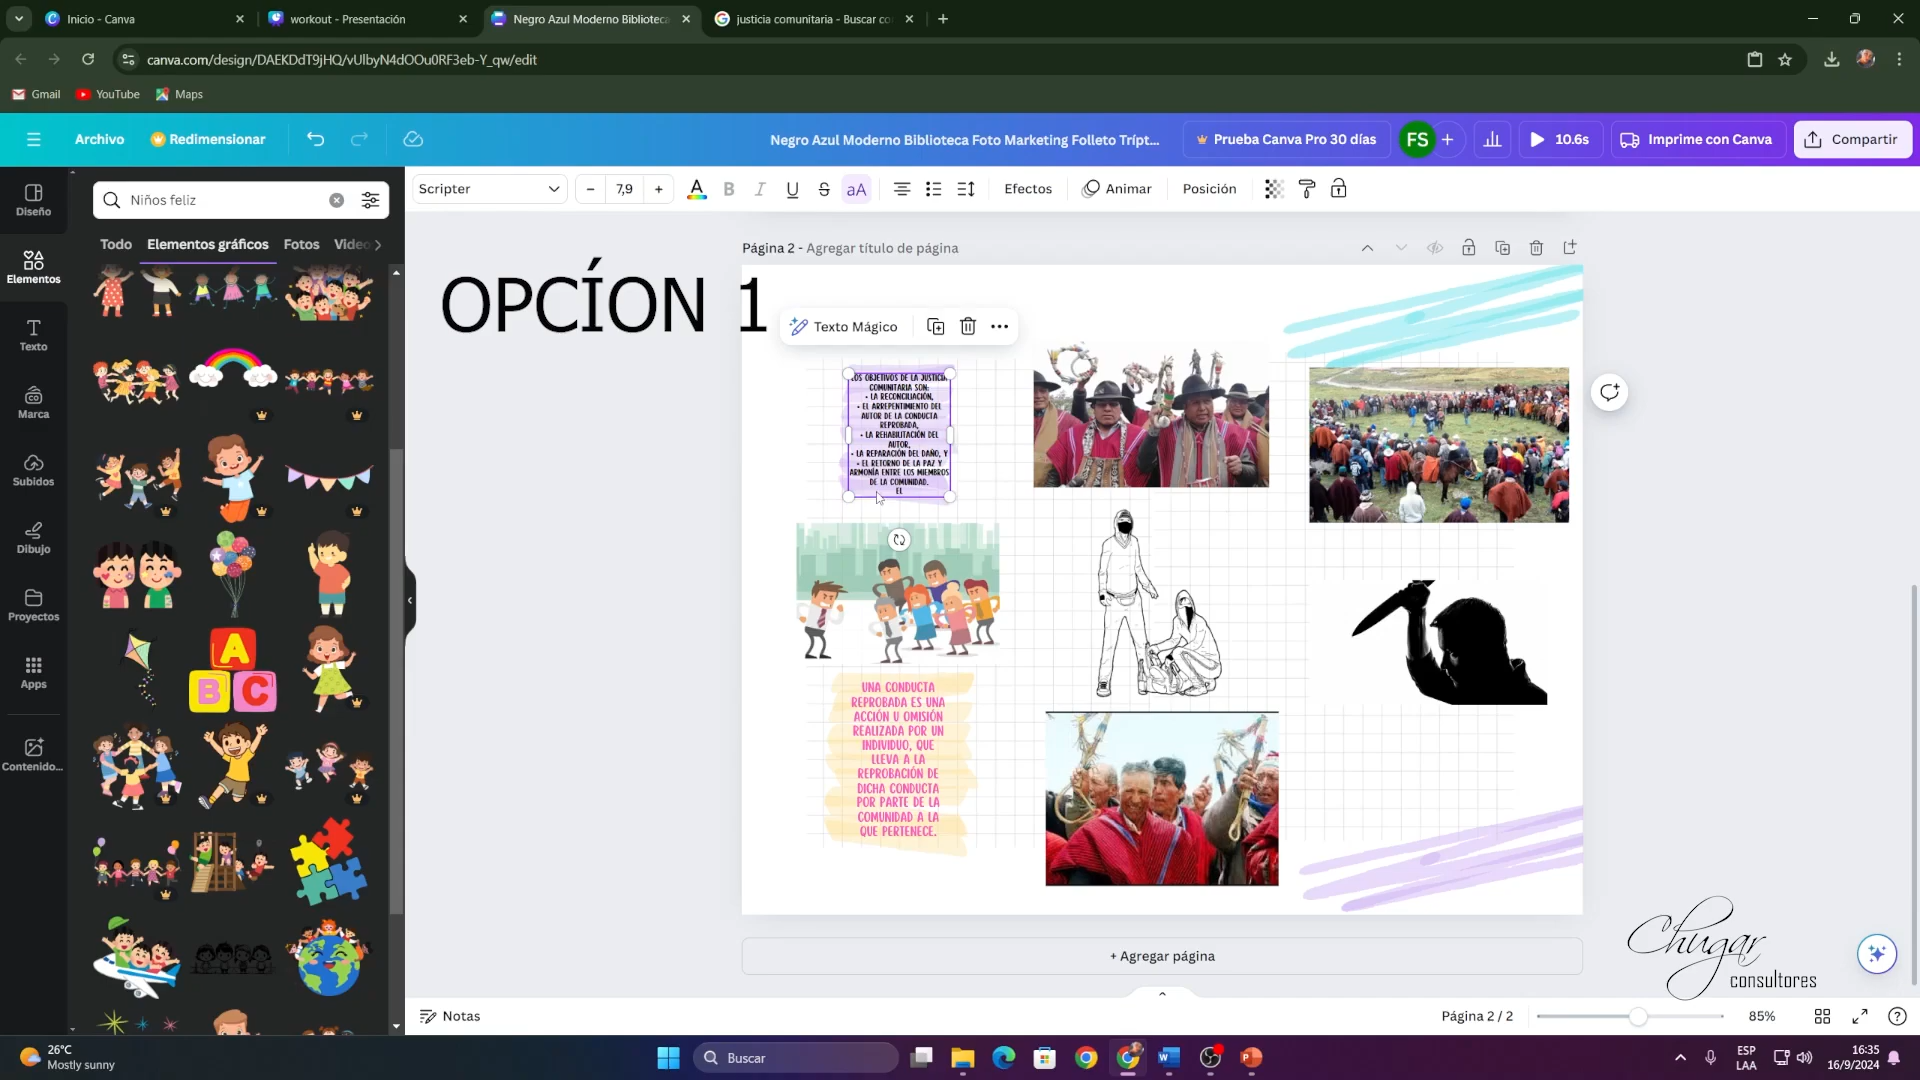 Inicio - Canva
workout - Presentación
Negro Azul Moderno Biblioteca
justicia comunitaria - Buscar co
canva.com/design/DAEKDdT9jHQ/vUlbyN4dOOu0RF3eb-Y_qw/edit
Gmail
YouTube
Maps
Archivo
Redimensionar
Negro Azul Moderno Biblioteca Foto Marketing Folleto Trípt...
Prueba Canva Pro 30 días
FS
10.6s
Imprime con Canva
Compartir
Diseño
Elementos
Texto
Marca
Subidos
Dibujo
Proyectos
Apps
Contenido...
Niños feliz
Todo
Elementos gráficos
Fotos
Video
A
B
C
Scripter
− 7,9 +
A
B
I
U
S
aA
Efectos
Animar
Posición
Página 2 - Agregar título de página
OPCÍON 1
Texto Mágico
LOS OBJETIVOS DE LA JUSTICIA
COMUNITARIA SON:
• LA RECONCILIACIÓN,
• EL ARREPENTIMIENTO DEL
AUTOR DE LA CONDUCTA
REPROBADA,
• LA REHABILITACIÓN DEL
AUTOR,
• LA REPARACIÓN DEL DAÑO, Y
• EL RETORNO DE LA PAZ Y
ARMONÍA ENTRE LOS MIEMBROS
DE LA COMUNIDAD.
EL
UNA CONDUCTA
REPROBADA ES UNA
ACCIÓN U OMISIÓN
REALIZADA POR UN
INDIVIDUO, QUE
LLEVA A LA
REPROBACIÓN DE
DICHA CONDUCTA
POR PARTE DE LA
COMUNIDAD A LA
QUE PERTENECE.
+ Agregar página
Chugar
consultores
Notas
Página 2 / 2
85%
26°C
Mostly sunny
Buscar
ESP
LAA
16:35
16/9/2024